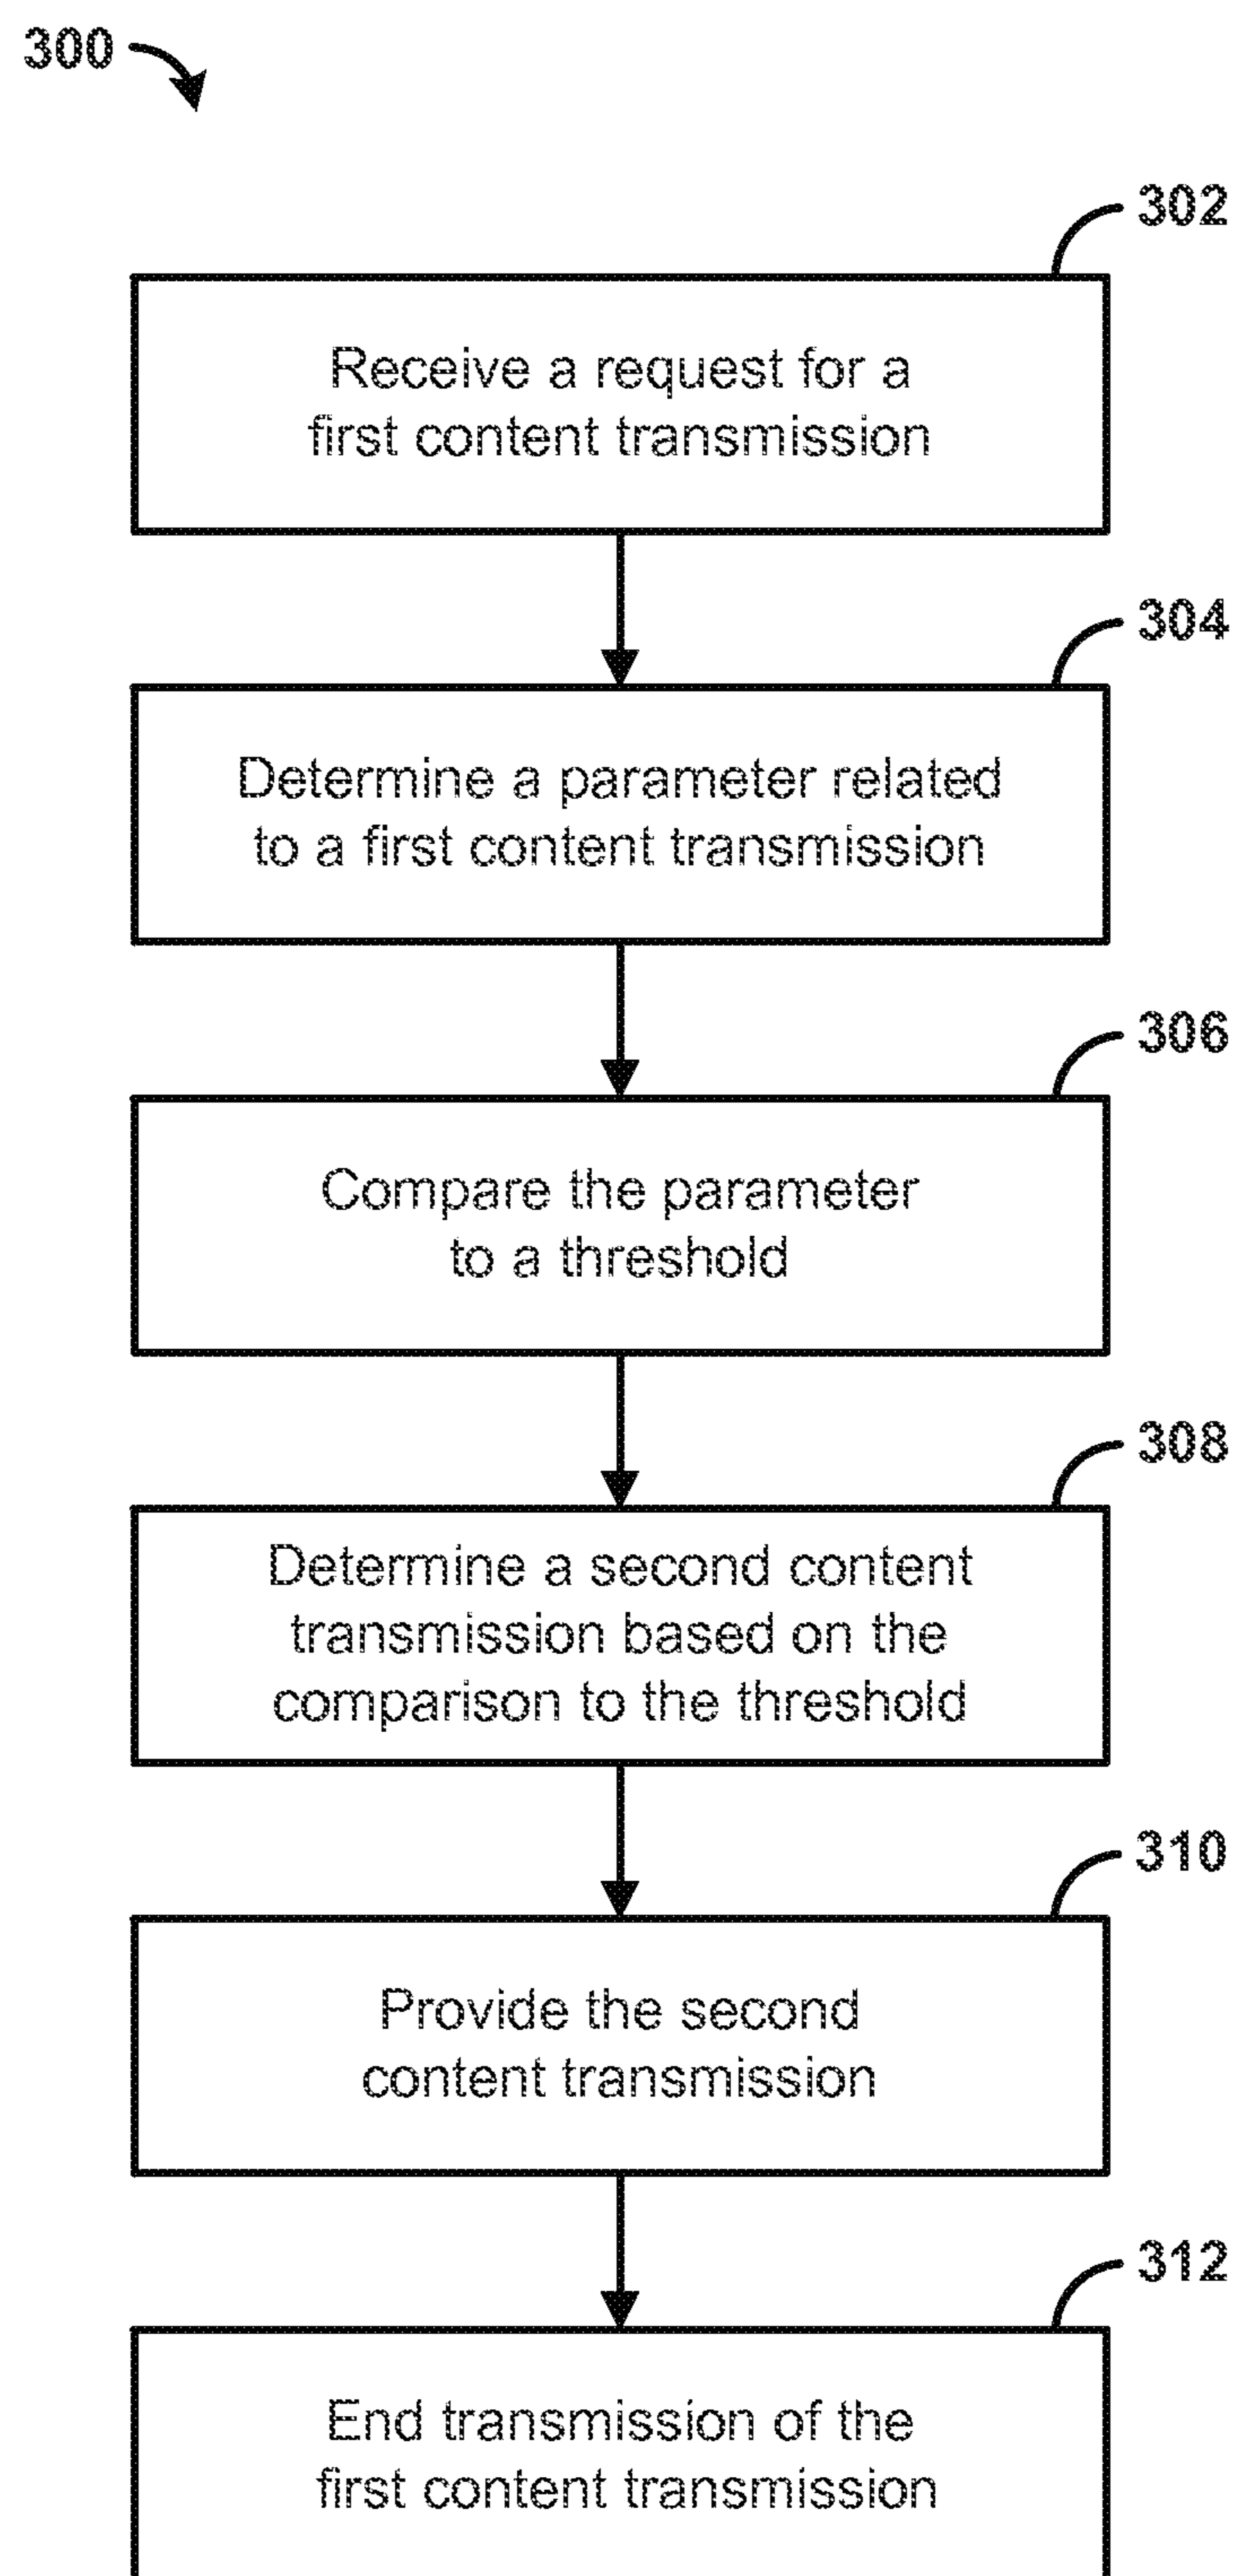 300
302
Receive a request for a
first content transmission
304
Determine a parameter related
to a first content transmission
306
Compare the parameter
to a threshold
308
Determine a second content
transmission based on the
comparison to the threshold
310
Provide the second
content transmission
312
End transmission of the
first content transmission